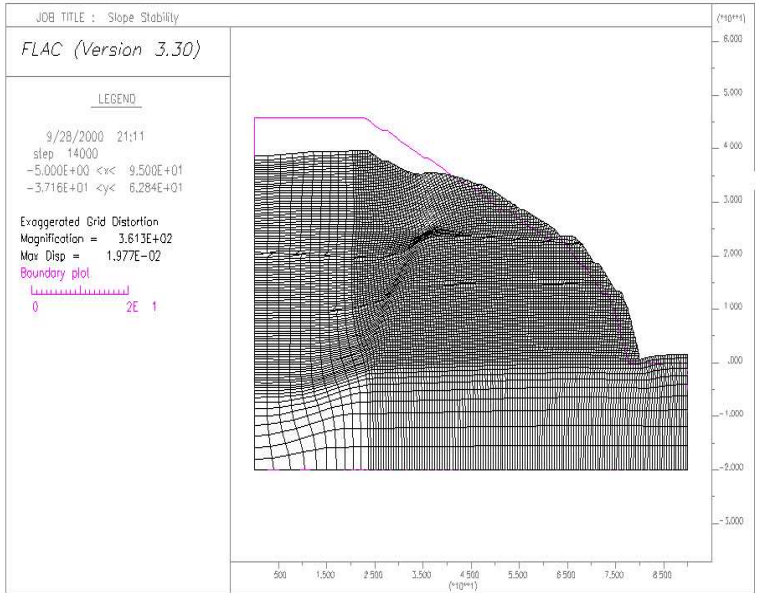 JOB TITLE : Slope Stability
FLAC (Version 3.30)
LEGEND
9/28/2000 21:11
step 14000
-5.000E+00 <x< 9.500E+01
-3.716E+01 <y< 6.284E+01
Exaggerated Grid Distortion
Magnification = 3.613E+02
Max Disp = 1.977E-02
Boundary plot
0 2E 1
(*10**1)
6.000
5.000
4.000
3.000
2.000
1.000
.000
-1.000
-2.000
-3.000
.500 1.500 2.500 3.500 4.500 5.500 6.500 7.500 8.500
(*10**1)